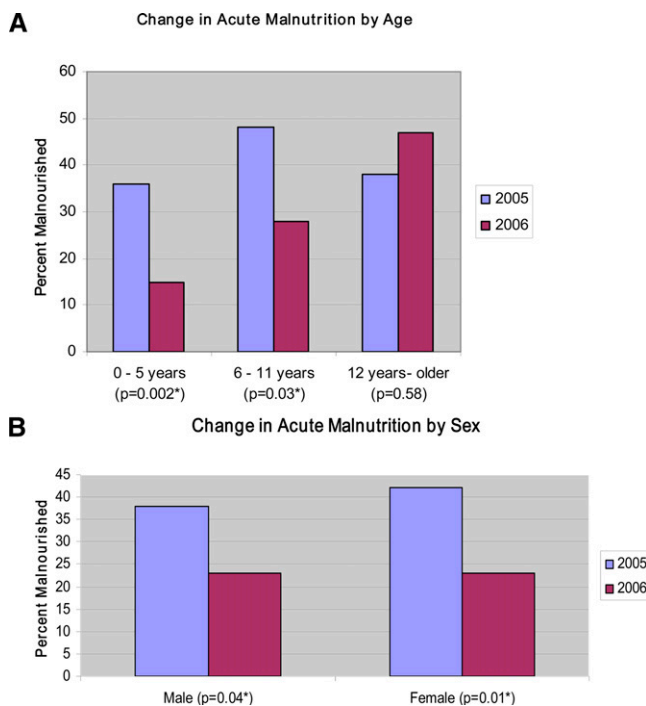 A
Change in Acute Malnutrition by Age
Percent Malnourished
60
50
40
30
20
10
0
0 - 5 years
(p=0.002*)
6 - 11 years
(p=0.03*)
12 years- older
(p=0.58)
2005
2006
B
Change in Acute Malnutrition by Sex
Percent Malnourished
45
40
35
30
25
20
15
10
5
0
Male (p=0.04*)
Female (p=0.01*)
2005
2006